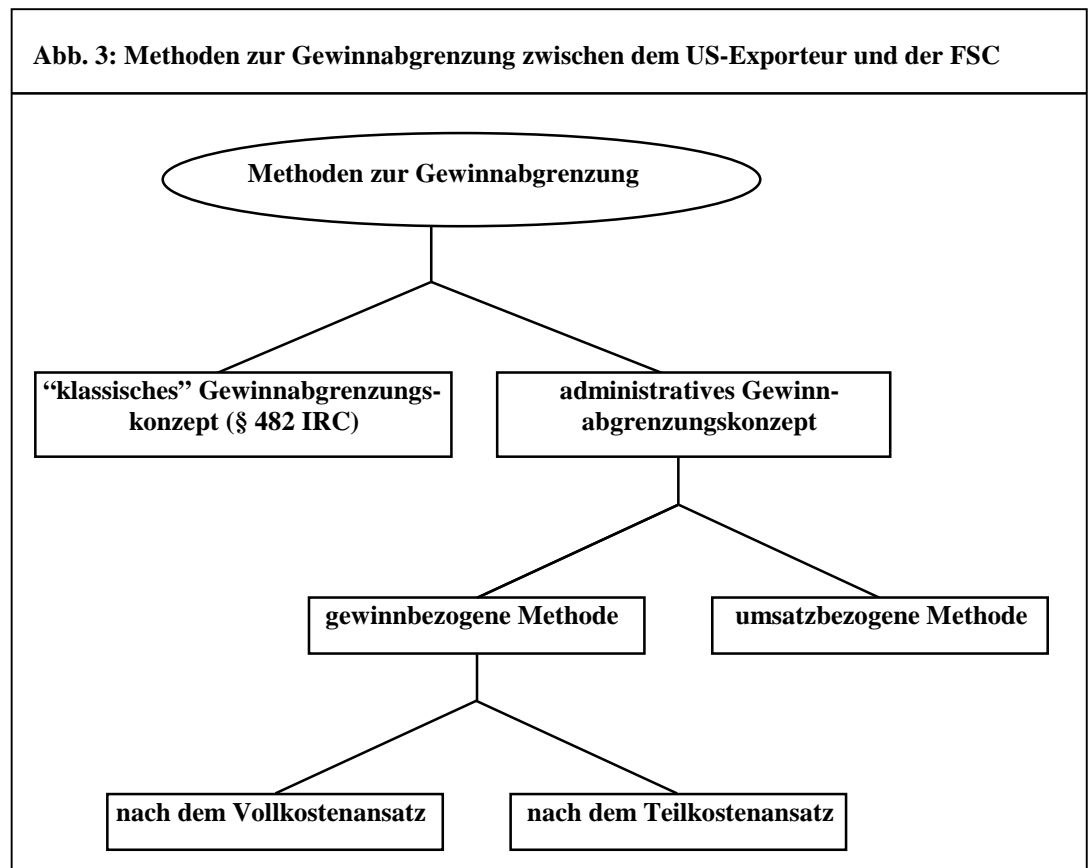 Abb. 3: Methoden zur Gewinnabgrenzung zwischen dem US-Exporteur und der FSC
Methoden zur Gewinnabgrenzung
“klassisches” Gewinnabgrenzungs-
konzept (§ 482 IRC)
administratives Gewinn-
abgrenzungskonzept
gewinnbezogene Methode
umsatzbezogene Methode
nach dem Vollkostenansatz
nach dem Teilkostenansatz